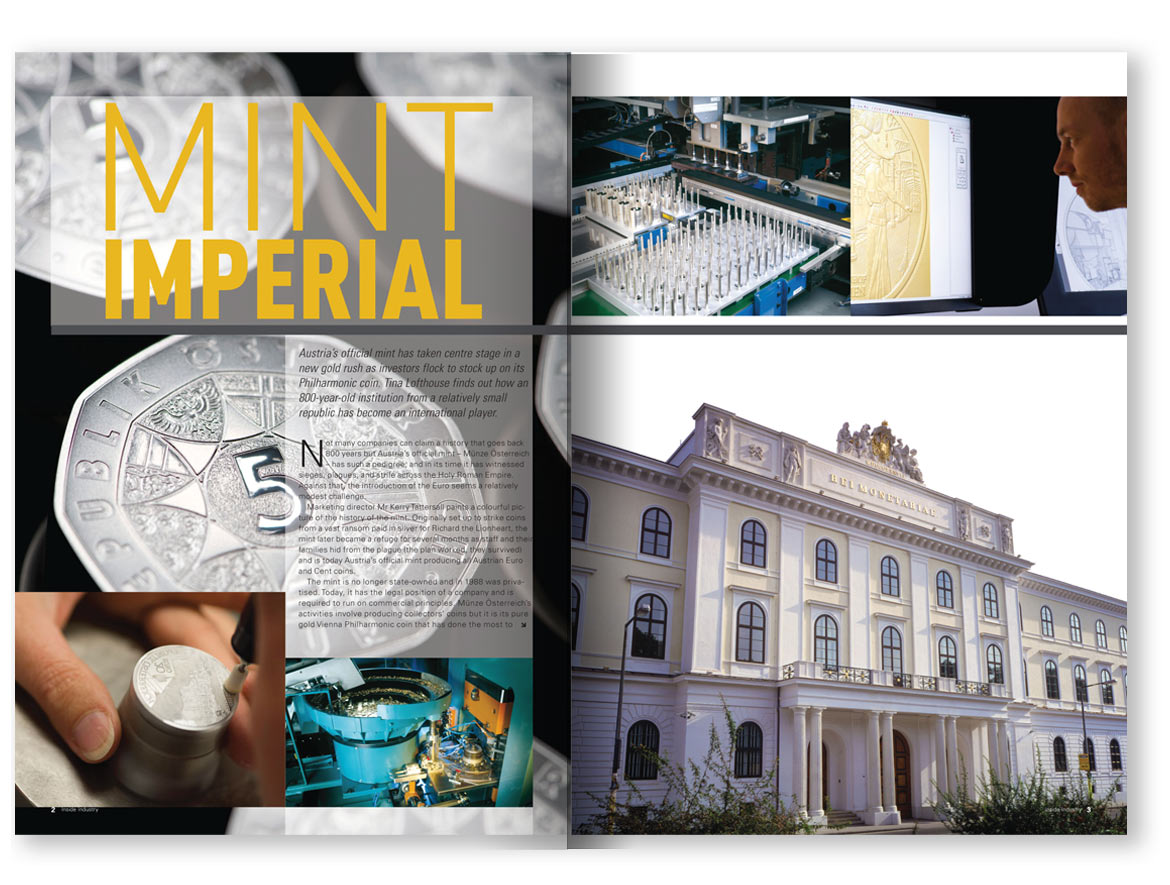 MINT
IMPERIAL
Austria's official mint has taken centre stage in a
new gold rush as investors flock to stock up on its
Philharmonic coin. Tina Lofthouse finds out how an
800-year-old institution from a relatively small
republic has become an international player.
Not many companies can claim a history that goes back
800 years but Austria's official mint – Münze Österreich
– has such a pedigree; and in its time it has witnessed
sieges, plagues, and strife across the Holy Roman Empire.
Against that, the introduction of the Euro seems a relatively
modest challenge.
Marketing director Mr Kerry Tattersall paints a colourful pic-
ture of the history of the mint. Originally set up to strike coins
from a vast ransom paid in silver for Richard the Lionheart, the
mint later became a refuge for several months as staff and their
families hid from the plague (the plan worked, they survived)
and is today Austria's official mint producing all Austrian Euro
and Cent coins.
The mint is no longer state-owned and in 1988 was priva-
tised. Today, it has the legal position of a company and is
required to run on commercial principles. Münze Österreich's
activities involve producing collectors' coins but it is its pure
gold Vienna Philharmonic coin that has done the most to
PUBLIK ÖS
5
2 inside industry
REI MONETARIAE
inside industry 3